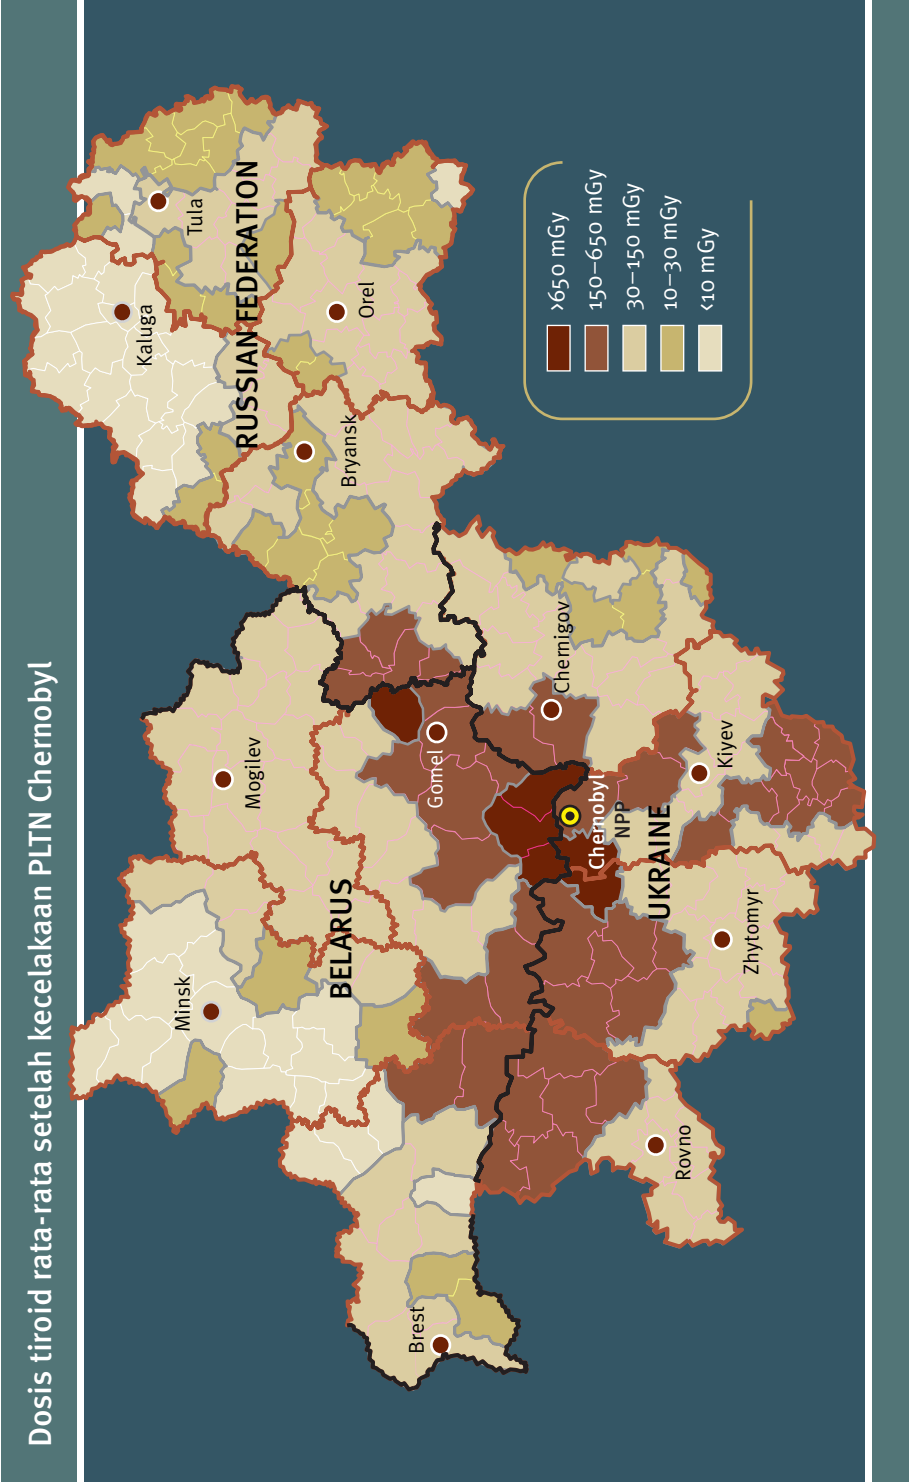 Dosis tiroid rata-rata setelah kecelakaan PLTN Chernobyl
Kaluga
Tula
RUSSIAN FEDERATION
Orel
Bryansk
Minsk
Mogilev
BELARUS
Gomel
Chernigov
Brest
Chernobyl
NPP
UKRAINE
Kiyev
Zhytomyr
Rovno
>650 mGy
150–650 mGy
30–150 mGy
10–30 mGy
<10 mGy